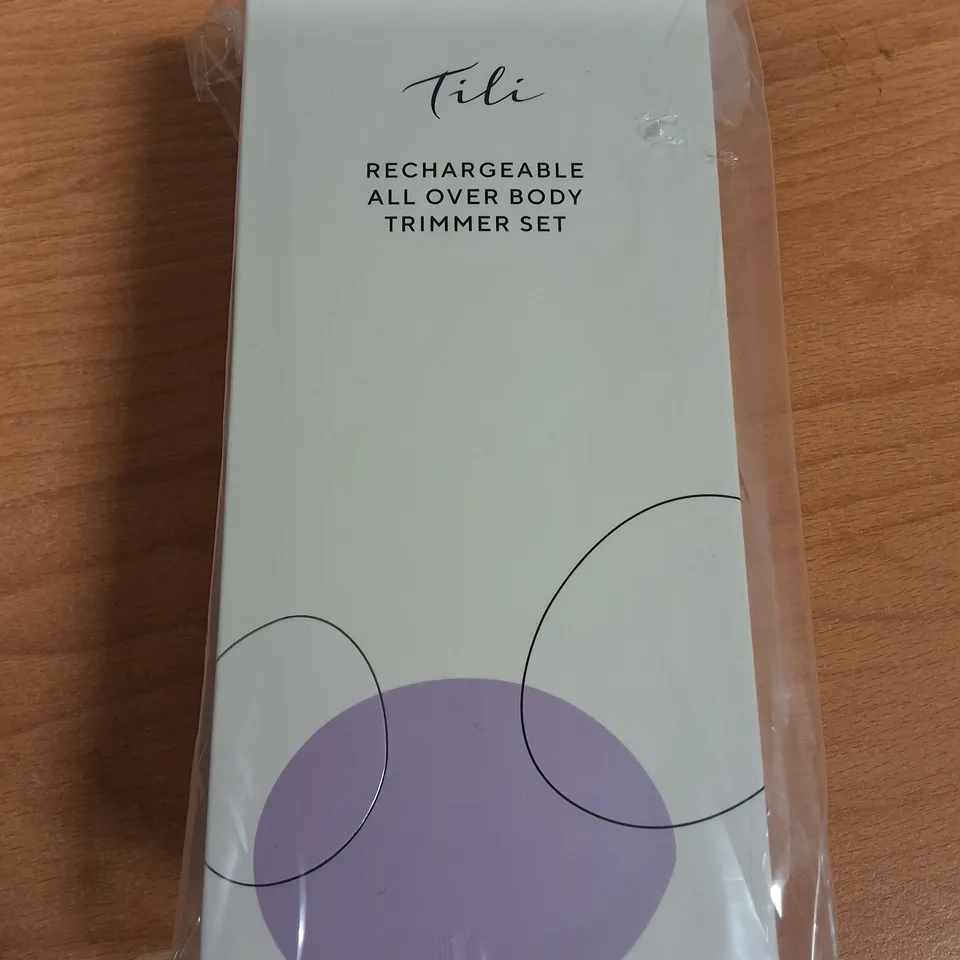 Tili
RECHARGEABLE
ALL OVER BODY
TRIMMER SET